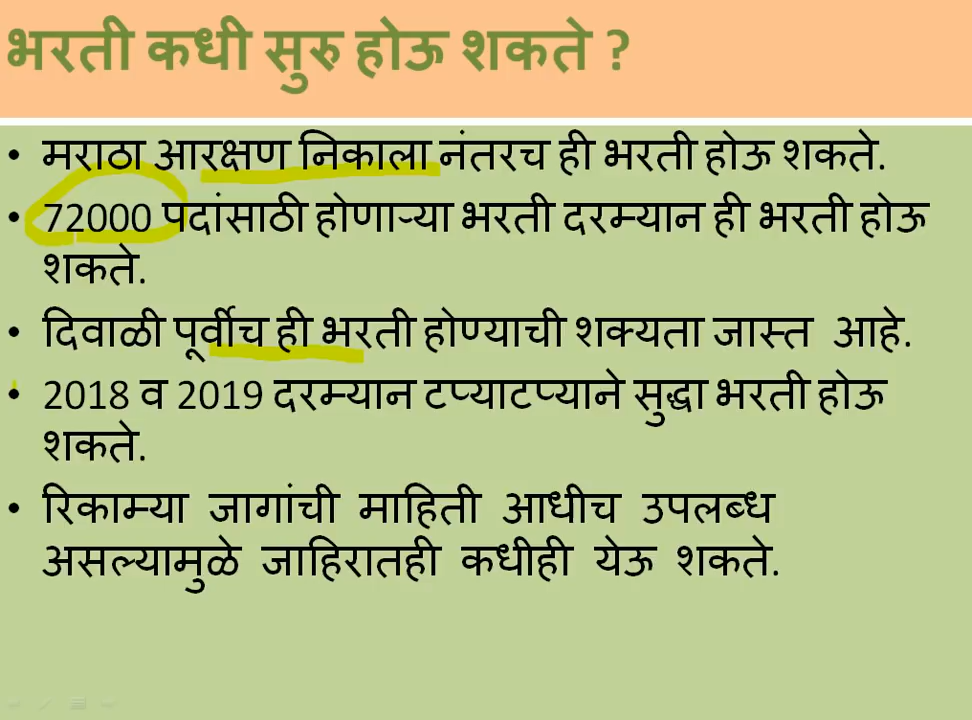 भरती कधी सुरु होऊ शकते ?
• मराठा आरक्षण निकाला नंतरच ही भरती होऊ शकते.
• 72000 पदांसाठी होणाऱ्या भरती दरम्यान ही भरती होऊ
शकते.
• दिवाळी पूर्वीच ही भरती होण्याची शक्यता जास्त आहे.
• 2018 व 2019 दरम्यान टप्याटप्याने सुद्धा भरती होऊ
शकते.
• रिकाम्या जागांची माहिती आधीच उपलब्ध
असल्यामुळे जाहिरातही कधीही येऊ शकते.